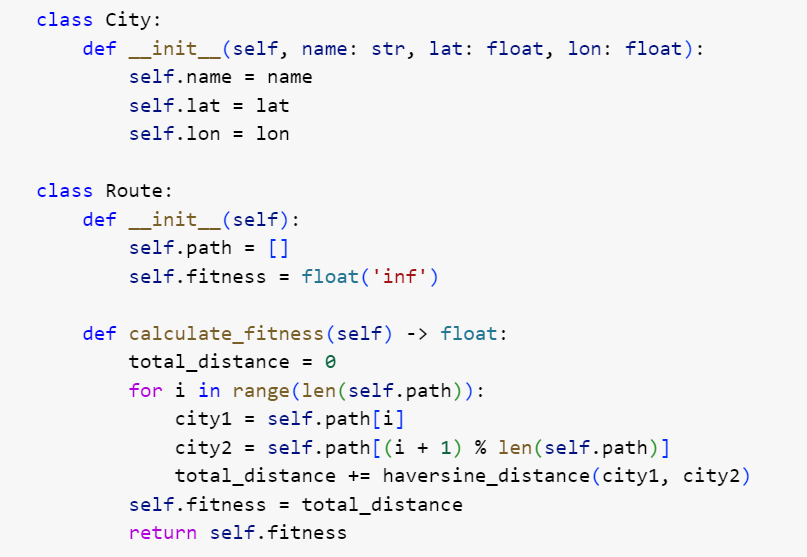 class City:
    def __init__(self, name: str, lat: float, lon: float):
        self.name = name
        self.lat = lat
        self.lon = lon

class Route:
    def __init__(self):
        self.path = []
        self.fitness = float('inf')

    def calculate_fitness(self) -> float:
        total_distance = 0
        for i in range(len(self.path)):
            city1 = self.path[i]
            city2 = self.path[(i + 1) % len(self.path)]
            total_distance += haversine_distance(city1, city2)
        self.fitness = total_distance
        return self.fitness